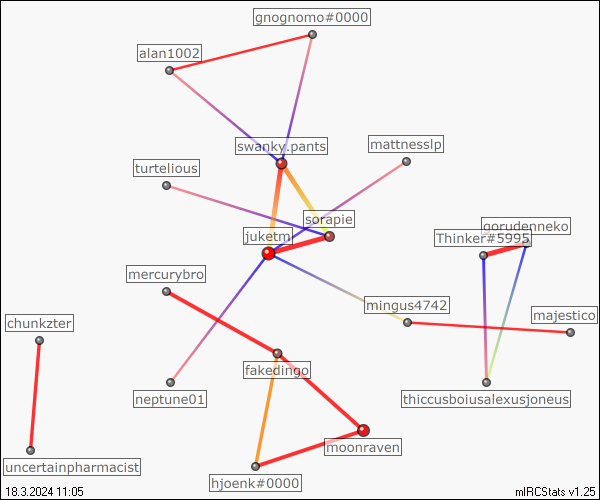 gnognomo#0000
alan1002
swanky.pants
mattnesslp
turtelious
sorapie
gorudenneko
juketm
Thinker#5995
mercurybro
mingus4742
majestico
chunkzter
fakedingo
neptune01
thiccusboiusalexusjoneus
moonraven
uncertainpharmacist
hjoenk#0000
18.3.2024 11:05
mIRCStats v1.25